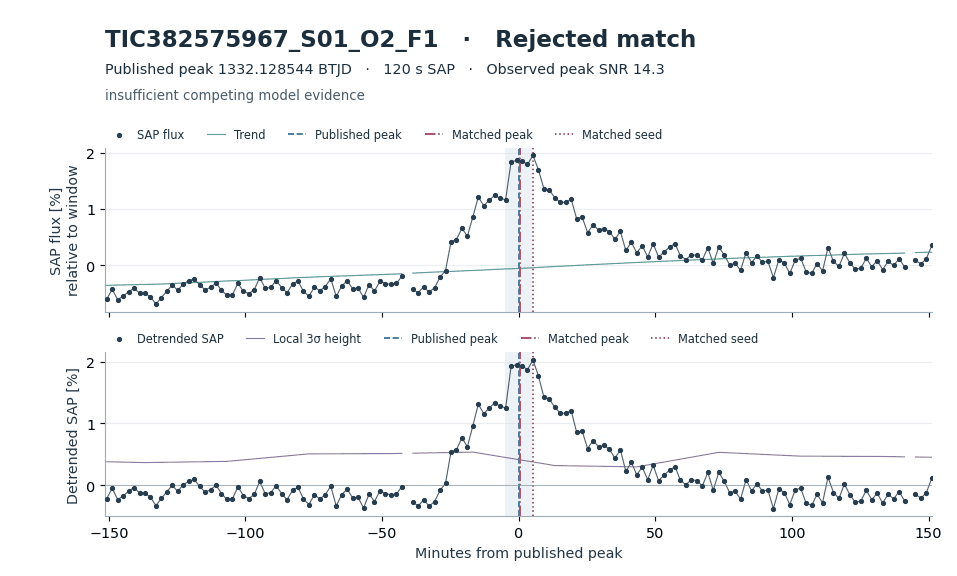 TIC382575967_S01_O2_F1 · Rejected match
Published peak 1332.128544 BTJD · 120 s SAP · Observed peak SNR 14.3
insufficient competing model evidence
SAP flux Trend Published peak Matched peak Matched seed
SAP flux [%]
relative to window
2
1
0
Detrended SAP Local 3σ height Published peak Matched peak Matched seed
Detrended SAP [%]
2
1
0
−150 −100 −50 0 50 100 150
Minutes from published peak